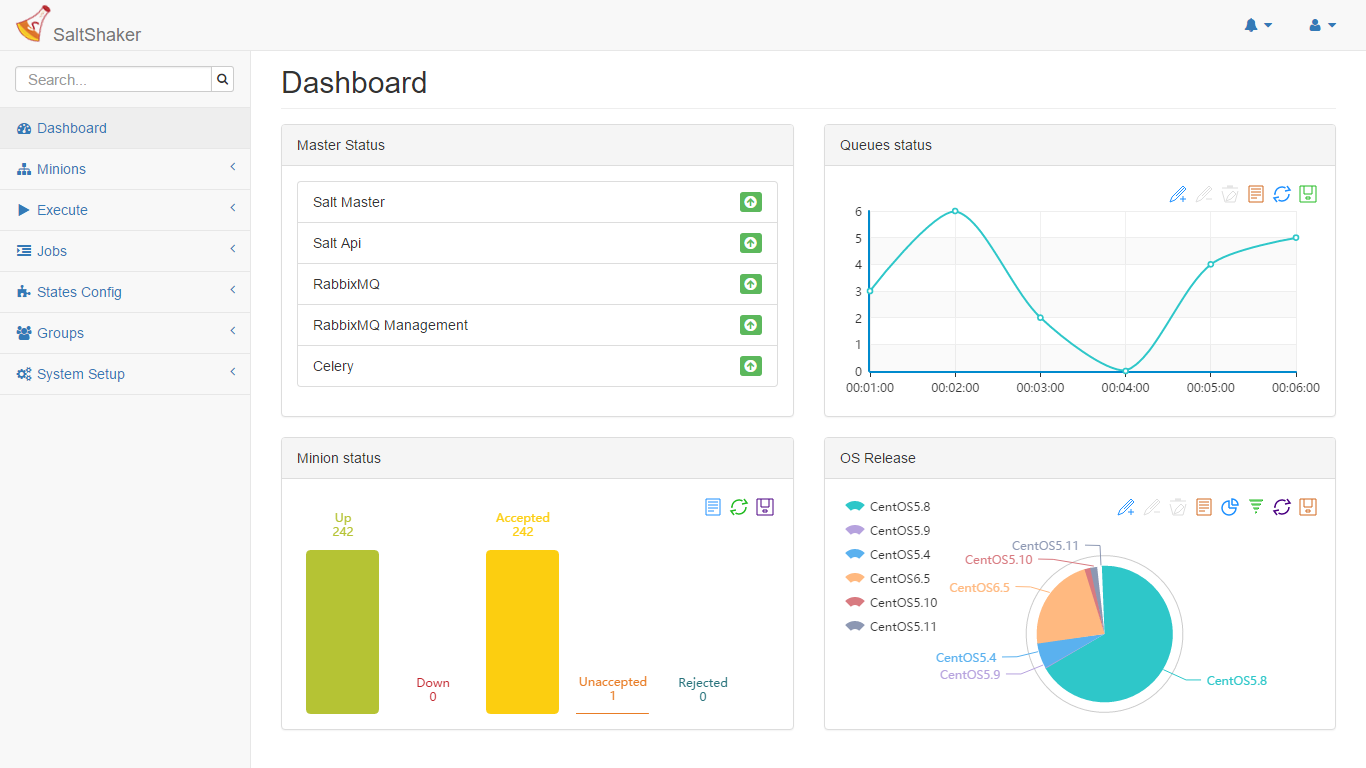 SaltShaker
Search...
Dashboard
Minions
Execute
Jobs
States Config
Groups
System Setup
Dashboard
Master Status
Salt Master
Salt Api
RabbixMQ
RabbixMQ Management
Celery
Queues status
6
5
4
3
2
1
0
00:01:00 00:02:00 00:03:00 00:04:00 00:05:00 00:06:00
Minion status
Up
242
Down
0
Accepted
242
Unaccepted
1
Rejected
0
OS Release
CentOS5.8
CentOS5.9
CentOS5.4
CentOS6.5
CentOS5.10
CentOS5.11
CentOS5.11
CentOS5.10
CentOS6.5
CentOS5.4
CentOS5.9
CentOS5.8